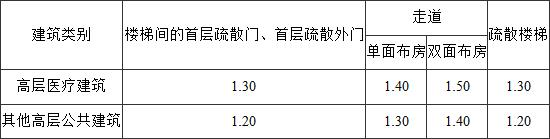 建筑类别 楼梯间的首层疏散门、首层疏散外门 走道 疏散楼梯
单面布房 双面布房
高层医疗建筑 1.30 1.40 1.50 1.30
其他高层公共建筑 1.20 1.30 1.40 1.20